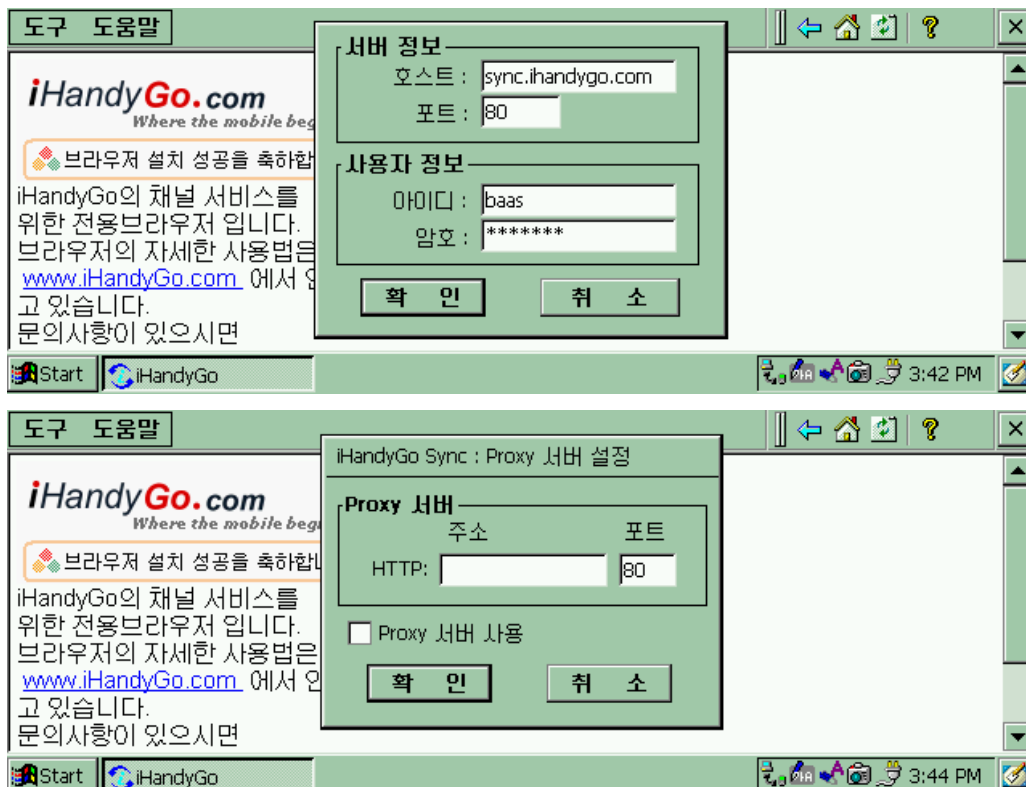 도구 도움말
iHandyGo.com
Where the mobile beg
브라우저 설치 성공을 축하합
iHandyGo의 채널 서비스를
위한 전용브라우저 입니다.
브라우저의 자세한 사용법은
www.iHandyGo.com 에서
고 있습니다.
문의사항이 있으시면
서버 정보
호스트 : sync.ihandygo.com
포트 : 80
사용자 정보
아이디 : baas
암호 : *******
확 인 취 소
Start iHandyGo 3:42 PM
도구 도움말
iHandyGo.com
Where the mobile beg
브라우저 설치 성공을 축하합
iHandyGo의 채널 서비스를
위한 전용브라우저 입니다.
브라우저의 자세한 사용법은
www.iHandyGo.com 에서
고 있습니다.
문의사항이 있으시면
iHandyGo Sync : Proxy 서버 설정
Proxy 서버
주소 포트
HTTP: 80
Proxy 서버 사용
확 인 취 소
Start iHandyGo 3:44 PM